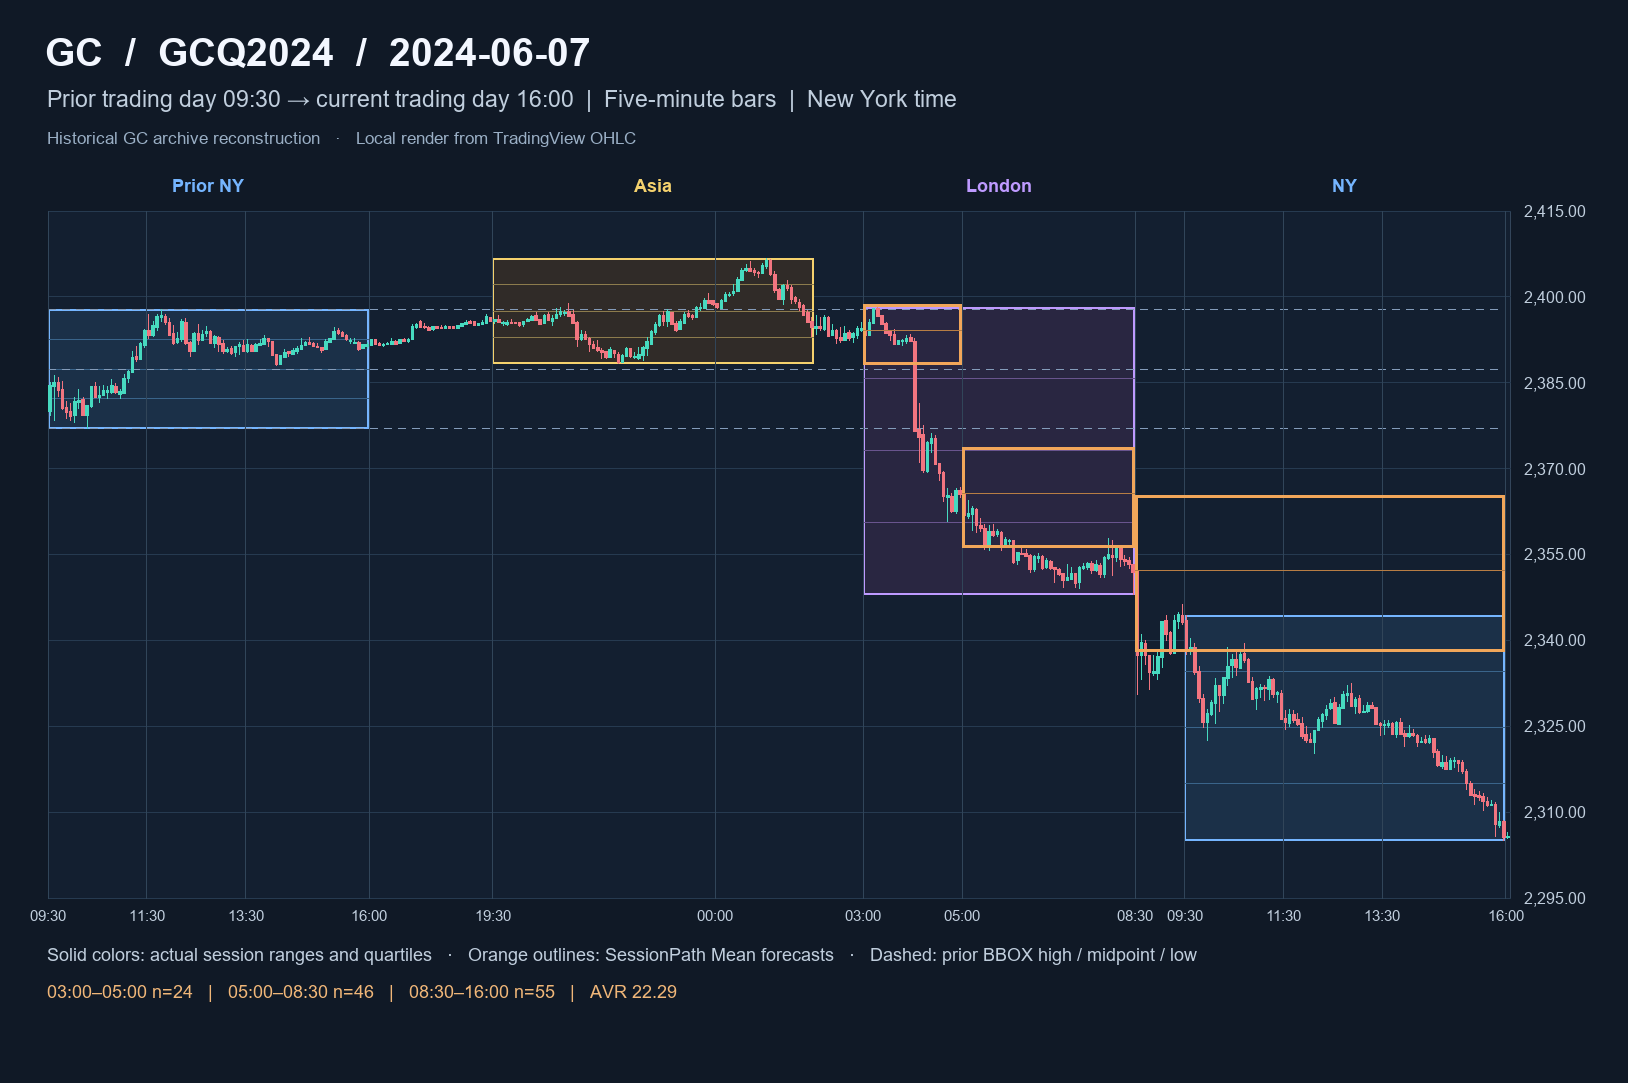 GC / GCQ2024 / 2024-06-07
Prior trading day 09:30 → current trading day 16:00 | Five-minute bars | New York time
Historical GC archive reconstruction · Local render from TradingView OHLC
Prior NY Asia London NY
2,415.00
2,400.00
2,385.00
2,370.00
2,355.00
2,340.00
2,325.00
2,310.00
2,295.00
09:30 11:30 13:30 16:00 19:30 00:00 03:00 05:00 08:30 09:30 11:30 13:30 16:00
Solid colors: actual session ranges and quartiles · Orange outlines: SessionPath Mean forecasts · Dashed: prior BBOX high / midpoint / low
03:00–05:00 n=24 | 05:00–08:30 n=46 | 08:30–16:00 n=55 | AVR 22.29